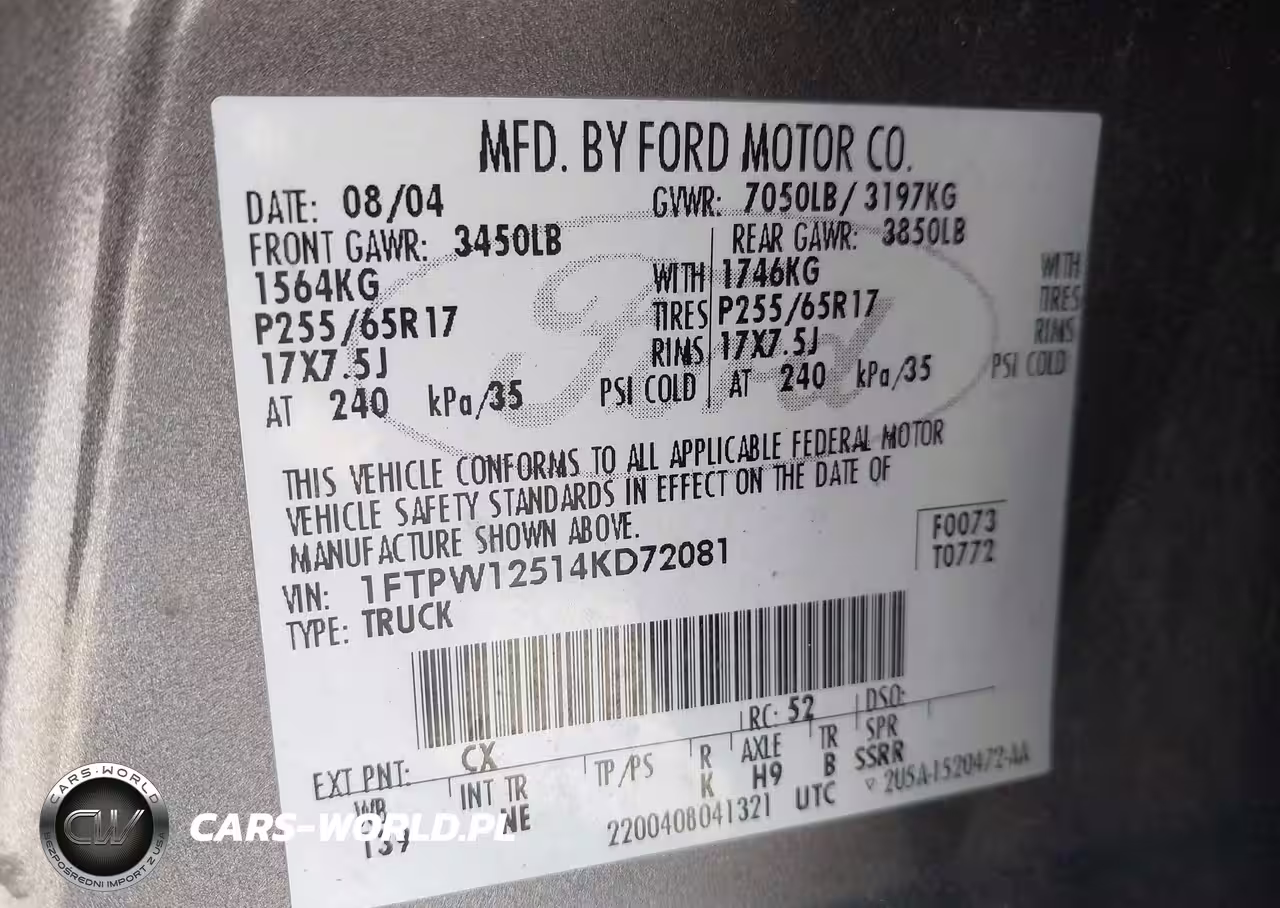 MFD. BY FORD MOTOR CO.
DATE: 08/04 GVWR: 7050LB/ 3197KG
FRONT GAWR: 3450LB REAR GAWR: 3850LB
1564KG WITH 1746KG WITH
P255/65R17 TIRES P255/65R17 TIRES
17X7.5J RIMS 17X7.5J RIMS
AT 240 kPa/35 PSI COLD AT 240 kPa/35 PSI COLD
Ford
THIS VEHICLE CONFORMS TO ALL APPLICABLE FEDERAL MOTOR
VEHICLE SAFETY STANDARDS IN EFFECT ON THE DATE OF
MANUFACTURE SHOWN ABOVE.
F0073
T0772
VIN: 1FTPW12514KD72081
TYPE: TRUCK
EXT PNT: CX RC: 52 DSO:
WB INT TR TP/PS R AXLE TR SPR
139 NE K H9 B SSRR
2200408041321 UTC ▽ 2U5A-1520472-AA
CARS-WORLD
CW
BEZPOŚREDNI IMPORT Z USA
CARS-WORLD.PL